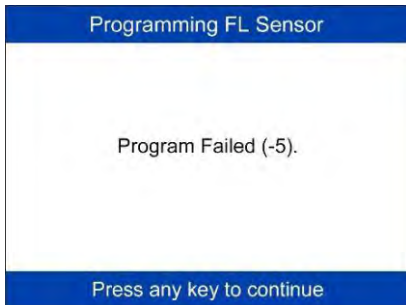 Programming FL Sensor
Program Failed (-5).
Press any key to continue